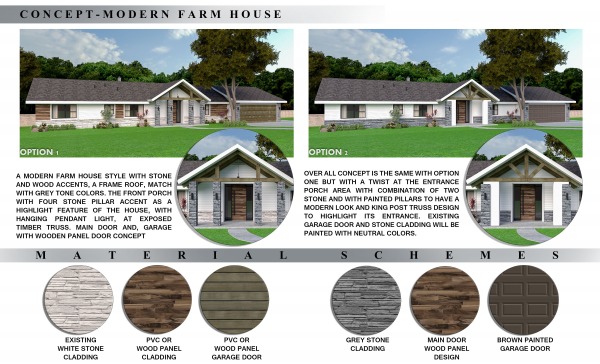 CONCEPT-MODERN FARM HOUSE
OPTION 1
OPTION 2
A MODERN FARM HOUSE STYLE WITH STONE
AND WOOD ACCENTS, A FRAME ROOF, MATCH
WITH GREY TONE COLORS. THE FRONT PORCH
WITH FOUR STONE PILLAR ACCENT AS A
HIGHLIGHT FEATURE OF THE HOUSE, WITH
HANGING PENDANT LIGHT, AT EXPOSED
TIMBER TRUSS. MAIN DOOR AND, GARAGE
WITH WOODEN PANEL DOOR CONCEPT
OVER ALL CONCEPT IS THE SAME WITH OPTION
ONE BUT WITH A TWIST AT THE ENTRANCE
PORCH AREA WITH COMBINATION OF TWO
STONE AND WITH PAINTED PILLARS TO HAVE A
MODERN LOOK AND KING POST TRUSS DESIGN
TO HIGHLIGHT ITS ENTRANCE. EXISTING
GARAGE DOOR AND STONE CLADDING WILL BE
PAINTED WITH NEUTRAL COLORS.
MATERIAL SCHEMES
EXISTING
WHITE STONE
CLADDING
PVC OR
WOOD PANEL
CLADDING
PVC OR
WOOD PANEL
GARAGE DOOR
GREY STONE
CLADDING
MAIN DOOR
WOOD PANEL
DESIGN
BROWN PAINTED
GARAGE DOOR